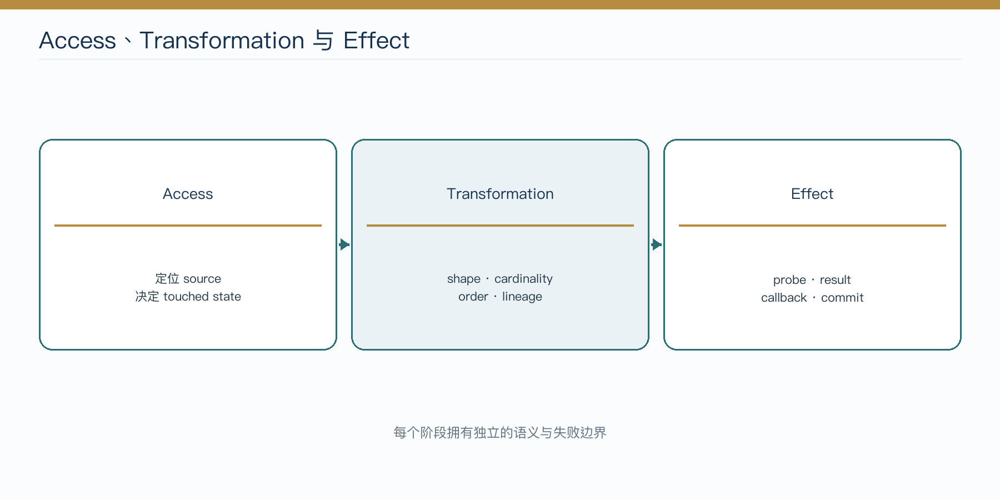 Access、Transformation 与 Effect
Access
定位 source
决定 touched state
Transformation
shape · cardinality
order · lineage
Effect
probe · result
callback · commit
每个阶段拥有独立的语义与失败边界